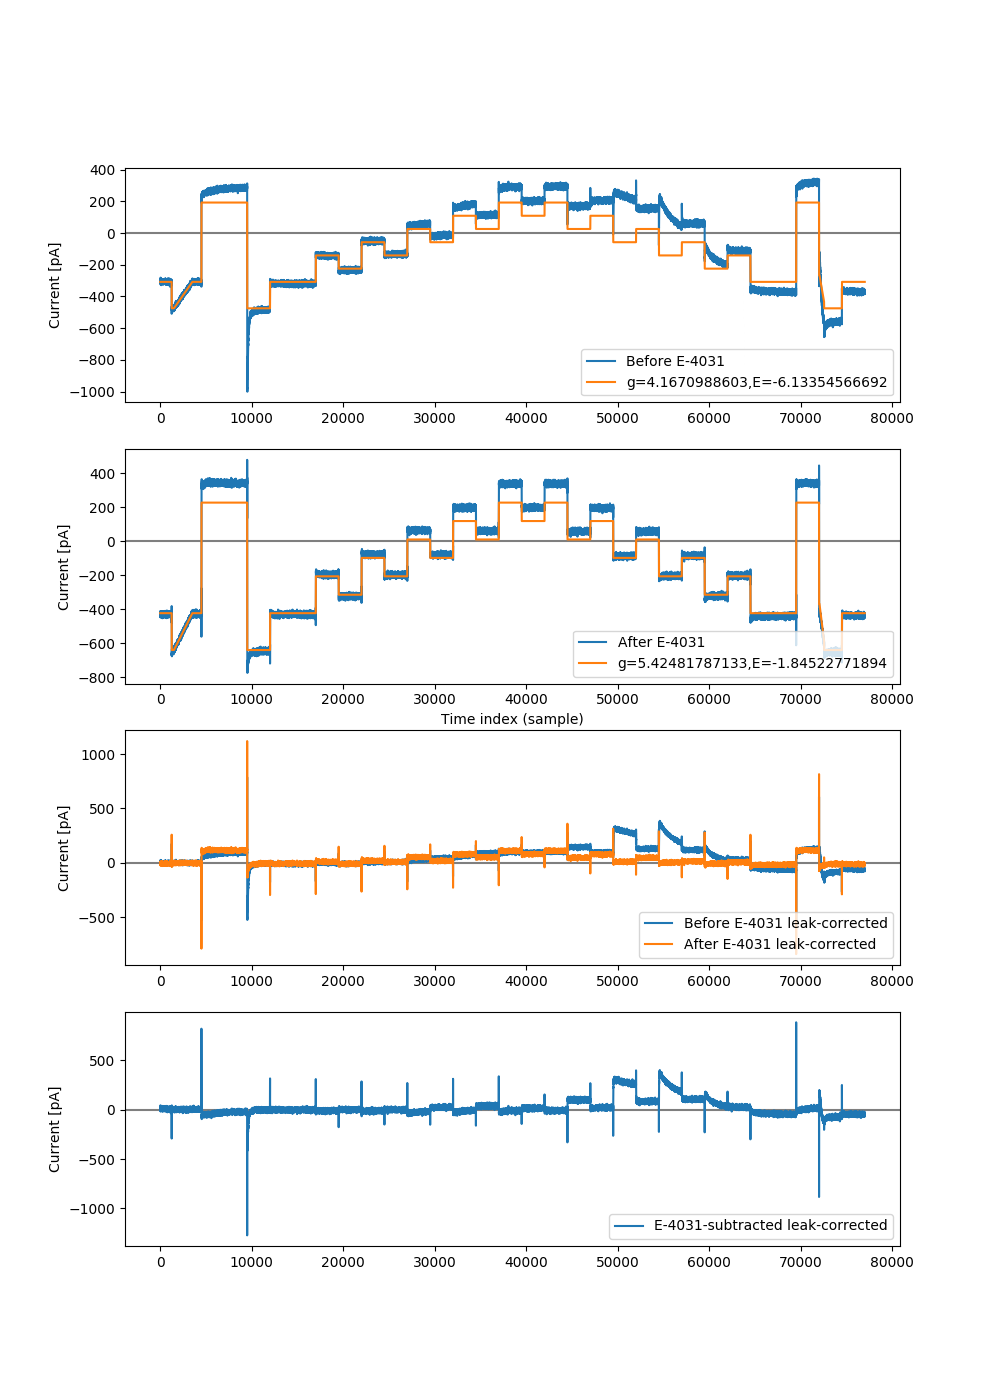 400
200
0
−200
−400
−600
−800
−1000
Current [pA]
Before E-4031
g=4.1670988603,E=-6.13354566692
0 10000 20000 30000 40000 50000 60000 70000 80000
400
200
0
−200
−400
−600
−800
Current [pA]
After E-4031
g=5.42481787133,E=-1.84522771894
0 10000 20000 30000 40000 50000 60000 70000 80000
Time index (sample)
1000
500
0
−500
Current [pA]
Before E-4031 leak-corrected
After E-4031 leak-corrected
0 10000 20000 30000 40000 50000 60000 70000 80000
500
0
−500
−1000
Current [pA]
E-4031-subtracted leak-corrected
0 10000 20000 30000 40000 50000 60000 70000 80000